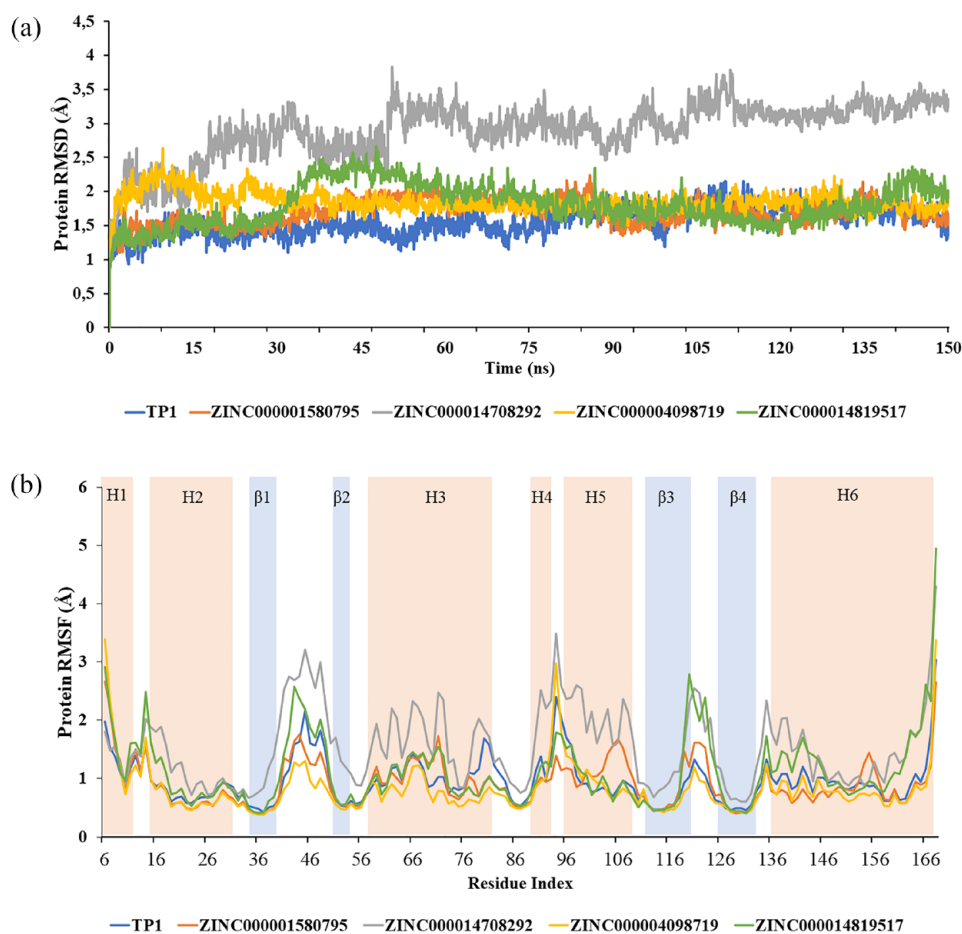 (a)
4,5
4
3,5
3
2,5
2
1,5
1
0,5
0
Protein RMSD (Å)
0 15 30 45 60 75 90 105 120 135 150
Time (ns)
TP1 ZINC000001580795 ZINC000014708292 ZINC000004098719 ZINC000014819517
(b)
H1 H2 β1 β2 H3 H4 H5 β3 β4 H6
6
5
4
3
2
1
0
Protein RMSF (Å)
6 16 26 36 46 56 66 76 86 96 106 116 126 136 146 156 166
Residue Index
TP1 ZINC000001580795 ZINC000014708292 ZINC0000004098719 ZINC000014819517